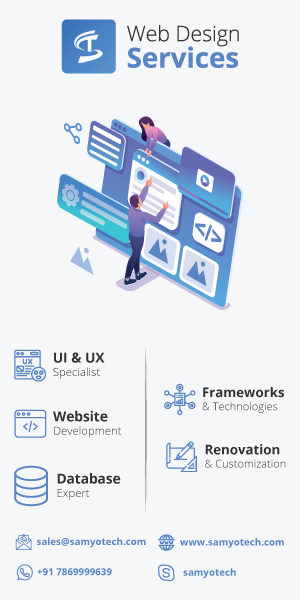 Web Design
Services
UI & UX
Specialist
Website
Development
Database
Expert
Frameworks
& Technologies
Renovation
& Customization
sales@samyotech.com
www.samyotech.com
+91 7869999639
samyotech